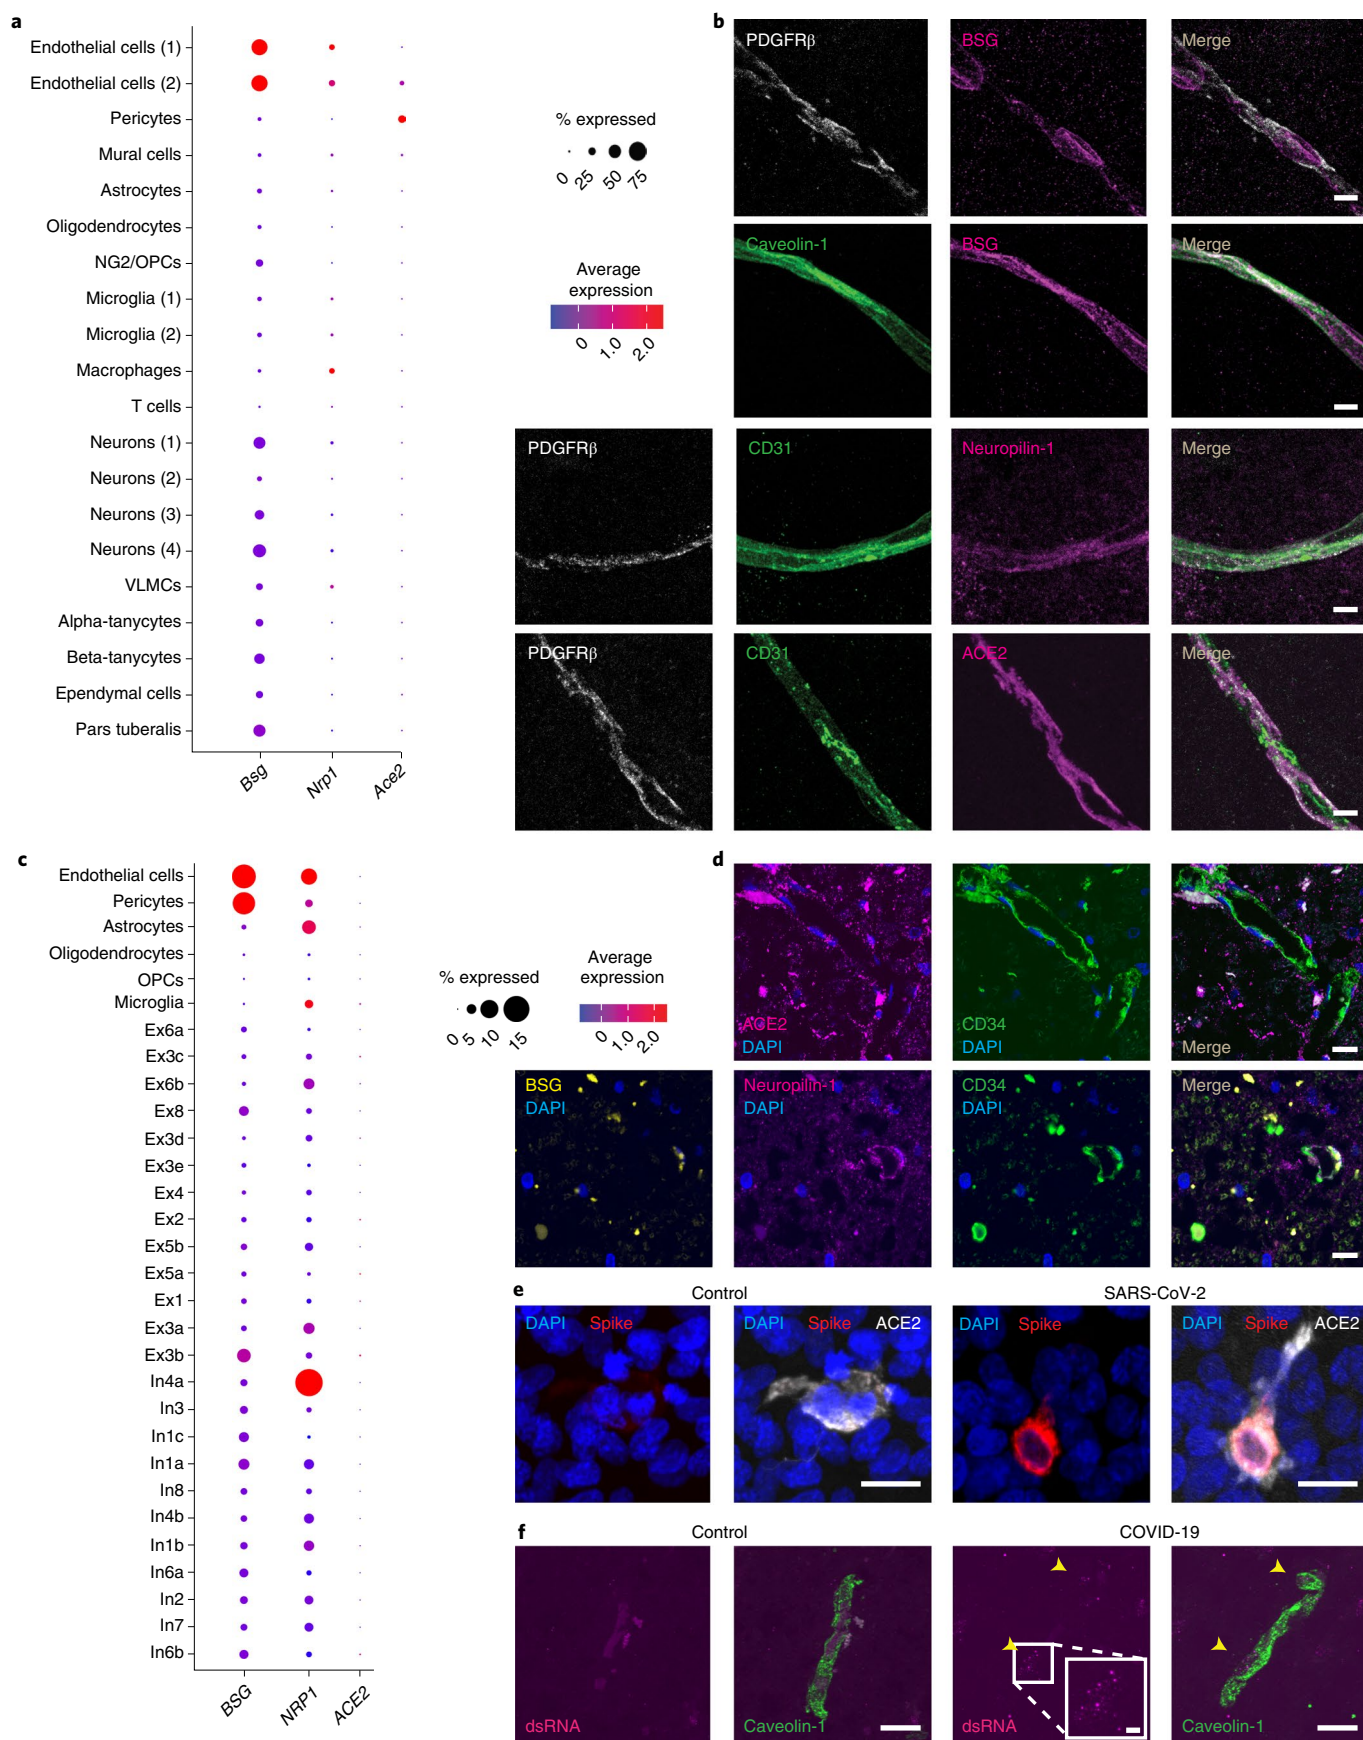 a
Endothelial cells (1)
Endothelial cells (2)
Pericytes
Mural cells
Astrocytes
Oligodendrocytes
NG2/OPCs
Microglia (1)
Microglia (2)
Macrophages
T cells
Neurons (1)
Neurons (2)
Neurons (3)
Neurons (4)
VLMCs
Alpha-tanycytes
Beta-tanycytes
Ependymal cells
Pars tuberalis
Bsg
Nrp1
Ace2
% expressed
0 25 50 75
Average
expression
0 1.0 2.0
b
PDGFRβ
BSG
Merge
Caveolin-1
BSG
Merge
PDGFRβ
CD31
Neuropilin-1
Merge
PDGFRβ
CD31
ACE2
Merge
c
Endothelial cells
Pericytes
Astrocytes
Oligodendrocytes
OPCs
Microglia
Ex6a
Ex3c
Ex6b
Ex8
Ex3d
Ex3e
Ex4
Ex2
Ex5b
Ex5a
Ex1
Ex3a
Ex3b
In4a
In3
In1c
In1a
In8
In4b
In1b
In6a
In2
In7
In6b
BSG
NRP1
ACE2
% expressed
0 5 10 15
Average
expression
0 1.0 2.0
d
ACE2
DAPI
CD34
DAPI
Merge
BSG
DAPI
Neuropilin-1
DAPI
CD34
DAPI
Merge
e
Control
SARS-CoV-2
DAPI Spike
DAPI Spike ACE2
DAPI Spike
DAPI Spike ACE2
f
Control
COVID-19
dsRNA
Caveolin-1
dsRNA
Caveolin-1